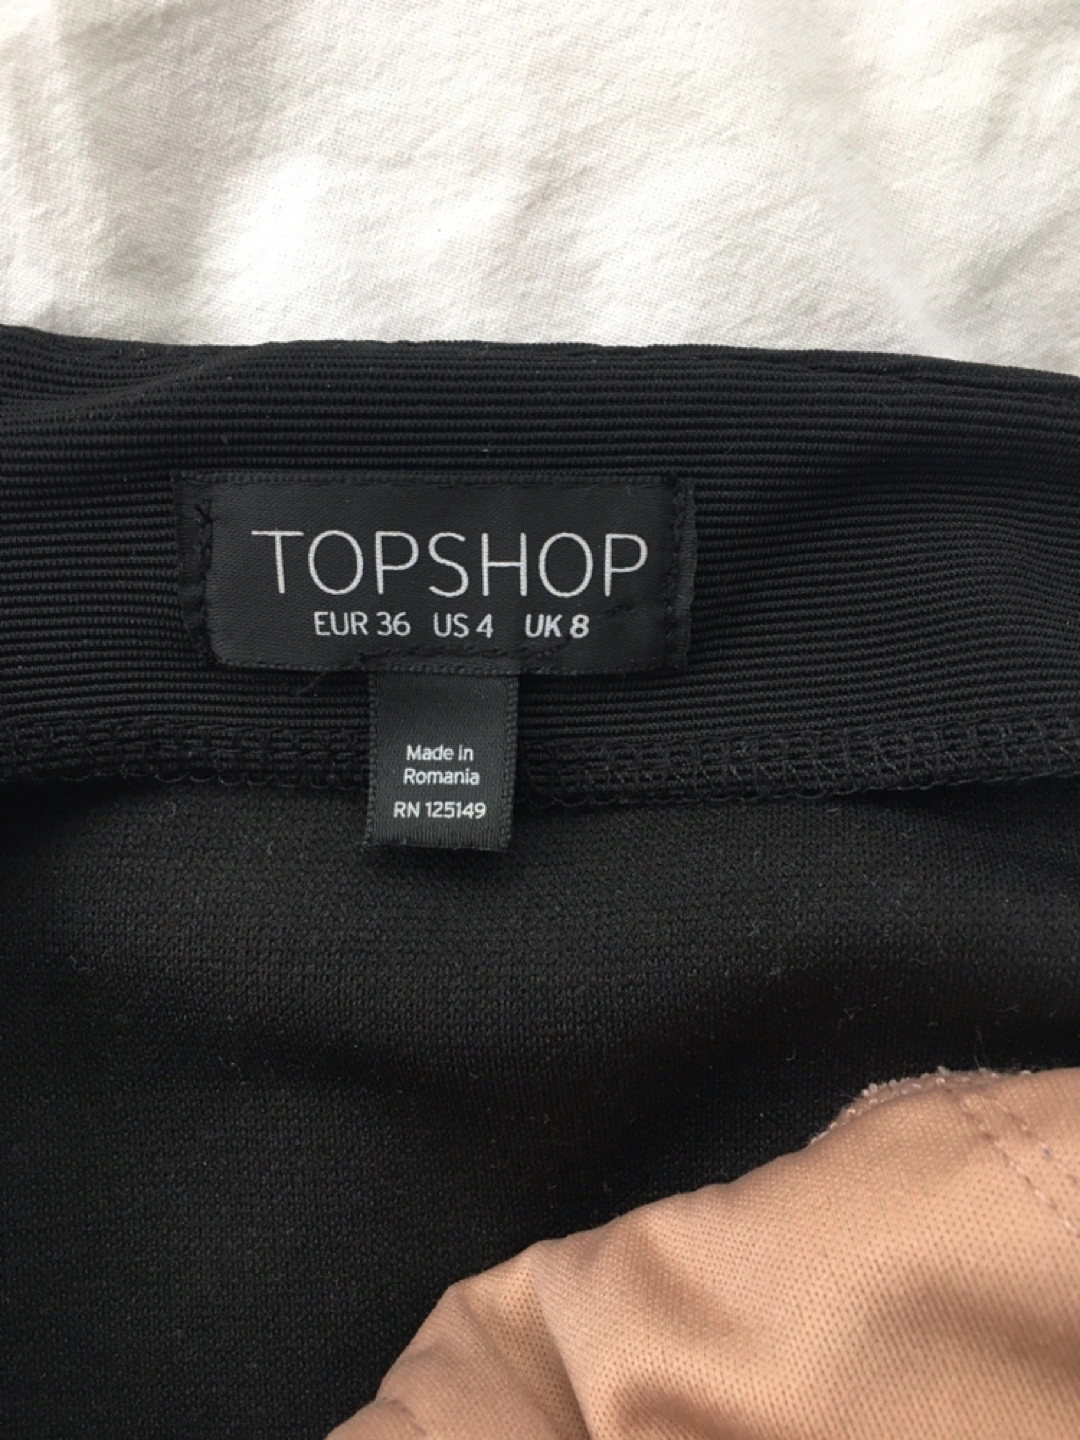 TOPSHOP
EUR 36 US 4 UK 8
Made in
Romania
RN 125149